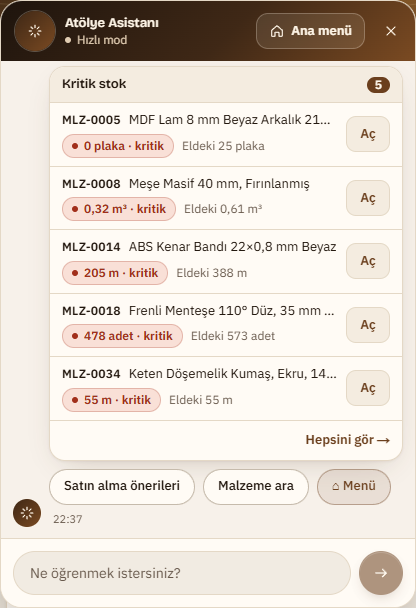 Atölye Asistanı
Hızlı mod
Ana menü
Kritik stok
5
MLZ-0005 MDF Lam 8 mm Beyaz Arkalık 21...
0 plaka · kritik Eldeki 25 plaka
Aç
MLZ-0008 Meşe Masif 40 mm, Fırınlanmış
0,32 m³ · kritik Eldeki 0,61 m³
Aç
MLZ-0014 ABS Kenar Bandı 22×0,8 mm Beyaz
205 m · kritik Eldeki 388 m
Aç
MLZ-0018 Frenli Menteşe 110° Düz, 35 mm ...
478 adet · kritik Eldeki 573 adet
Aç
MLZ-0034 Keten Döşemelik Kumaş, Ekru, 14...
55 m · kritik Eldeki 55 m
Aç
Hepsini gör →
Satın alma önerileri
Malzeme ara
⌂ Menü
22:37
Ne öğrenmek istersiniz?